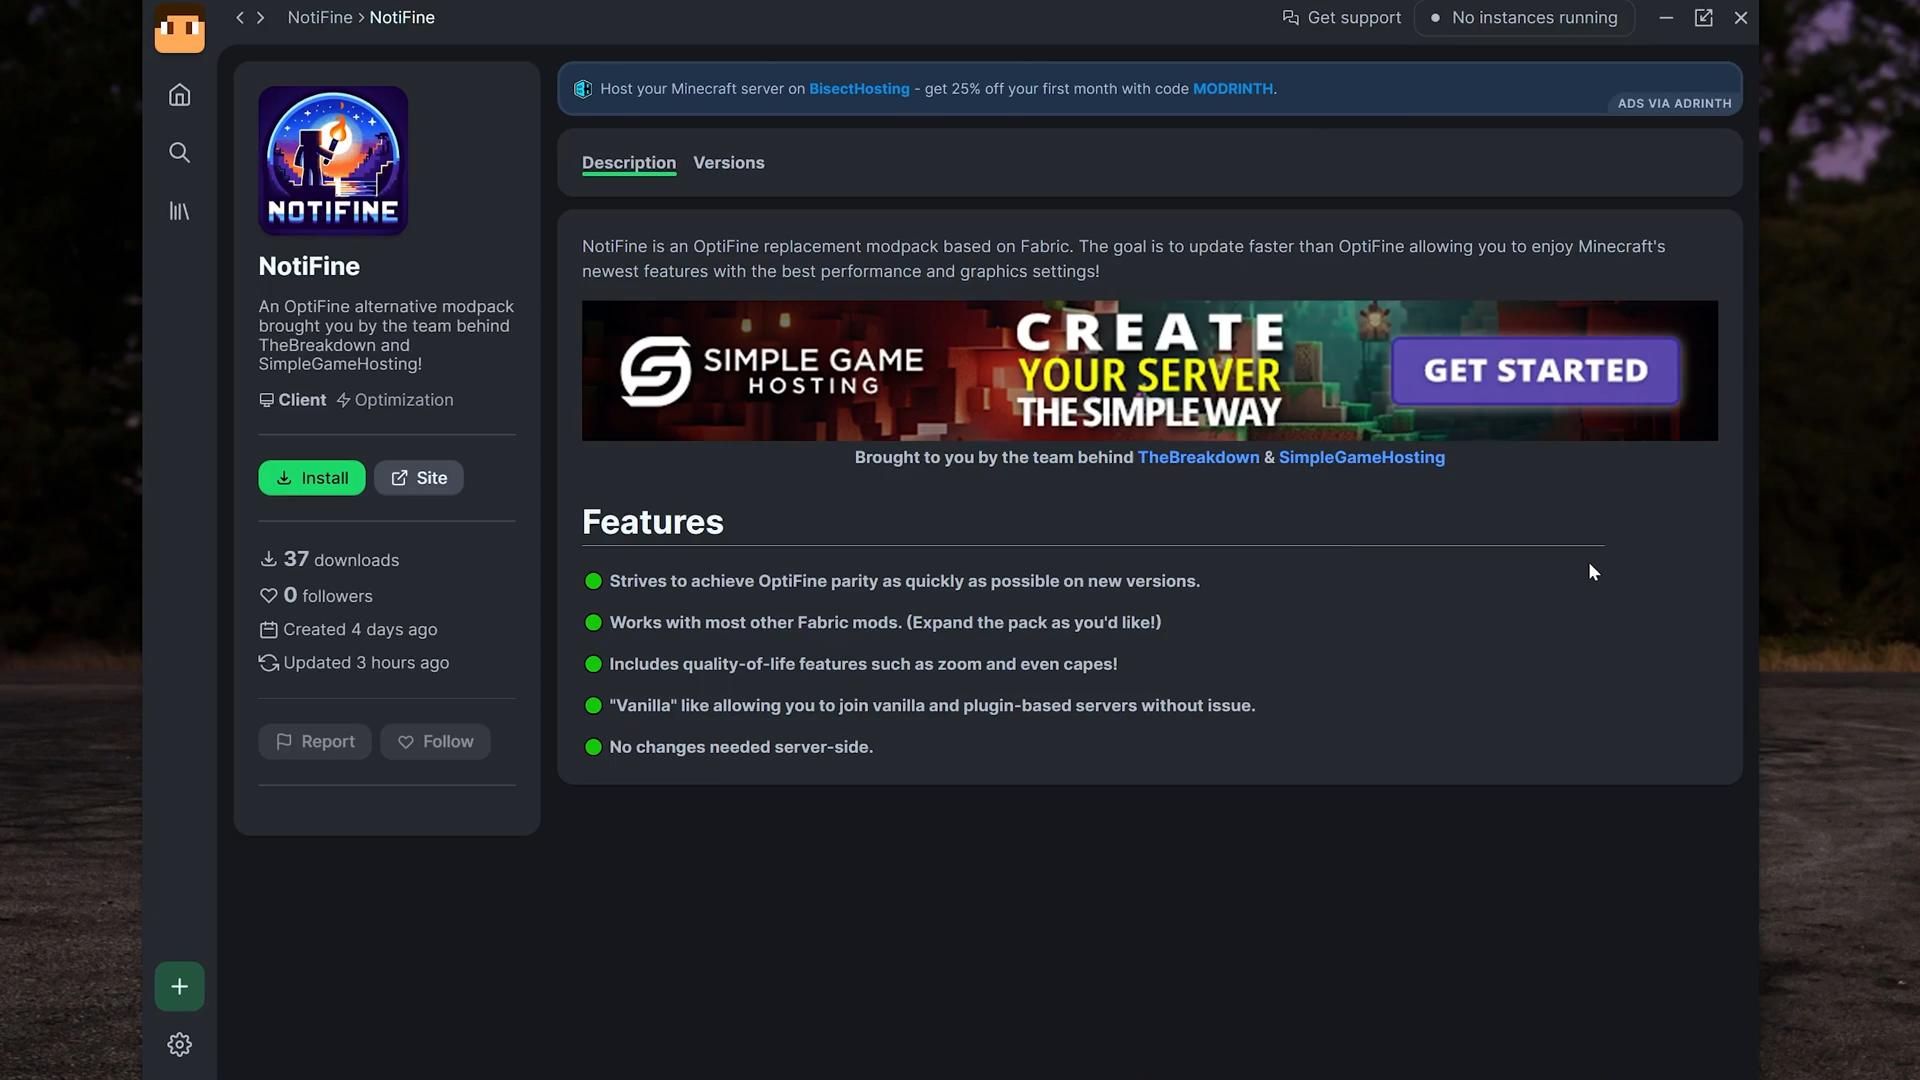 NotiFine > NotiFine
Get support
No instances running
NOTIFINE
NotiFine
An OptiFine alternative modpack
brought you by the team behind
TheBreakdown and
SimpleGameHosting!
Client Optimization
Install
Site
37 downloads
0 followers
Created 4 days ago
Updated 3 hours ago
Report
Follow
Host your Minecraft server on BisectHosting - get 25% off your first month with code MODRINTH.
ADS VIA ADRINTH
Description Versions
NotiFine is an OptiFine replacement modpack based on Fabric. The goal is to update faster than OptiFine allowing you to enjoy Minecraft's
newest features with the best performance and graphics settings!
SIMPLE GAME
HOSTING
CREATE
YOUR SERVER
THE SIMPLE WAY
GET STARTED
Brought to you by the team behind TheBreakdown & SimpleGameHosting
Features
Strives to achieve OptiFine parity as quickly as possible on new versions.
Works with most other Fabric mods. (Expand the pack as you'd like!)
Includes quality-of-life features such as zoom and even capes!
"Vanilla" like allowing you to join vanilla and plugin-based servers without issue.
No changes needed server-side.